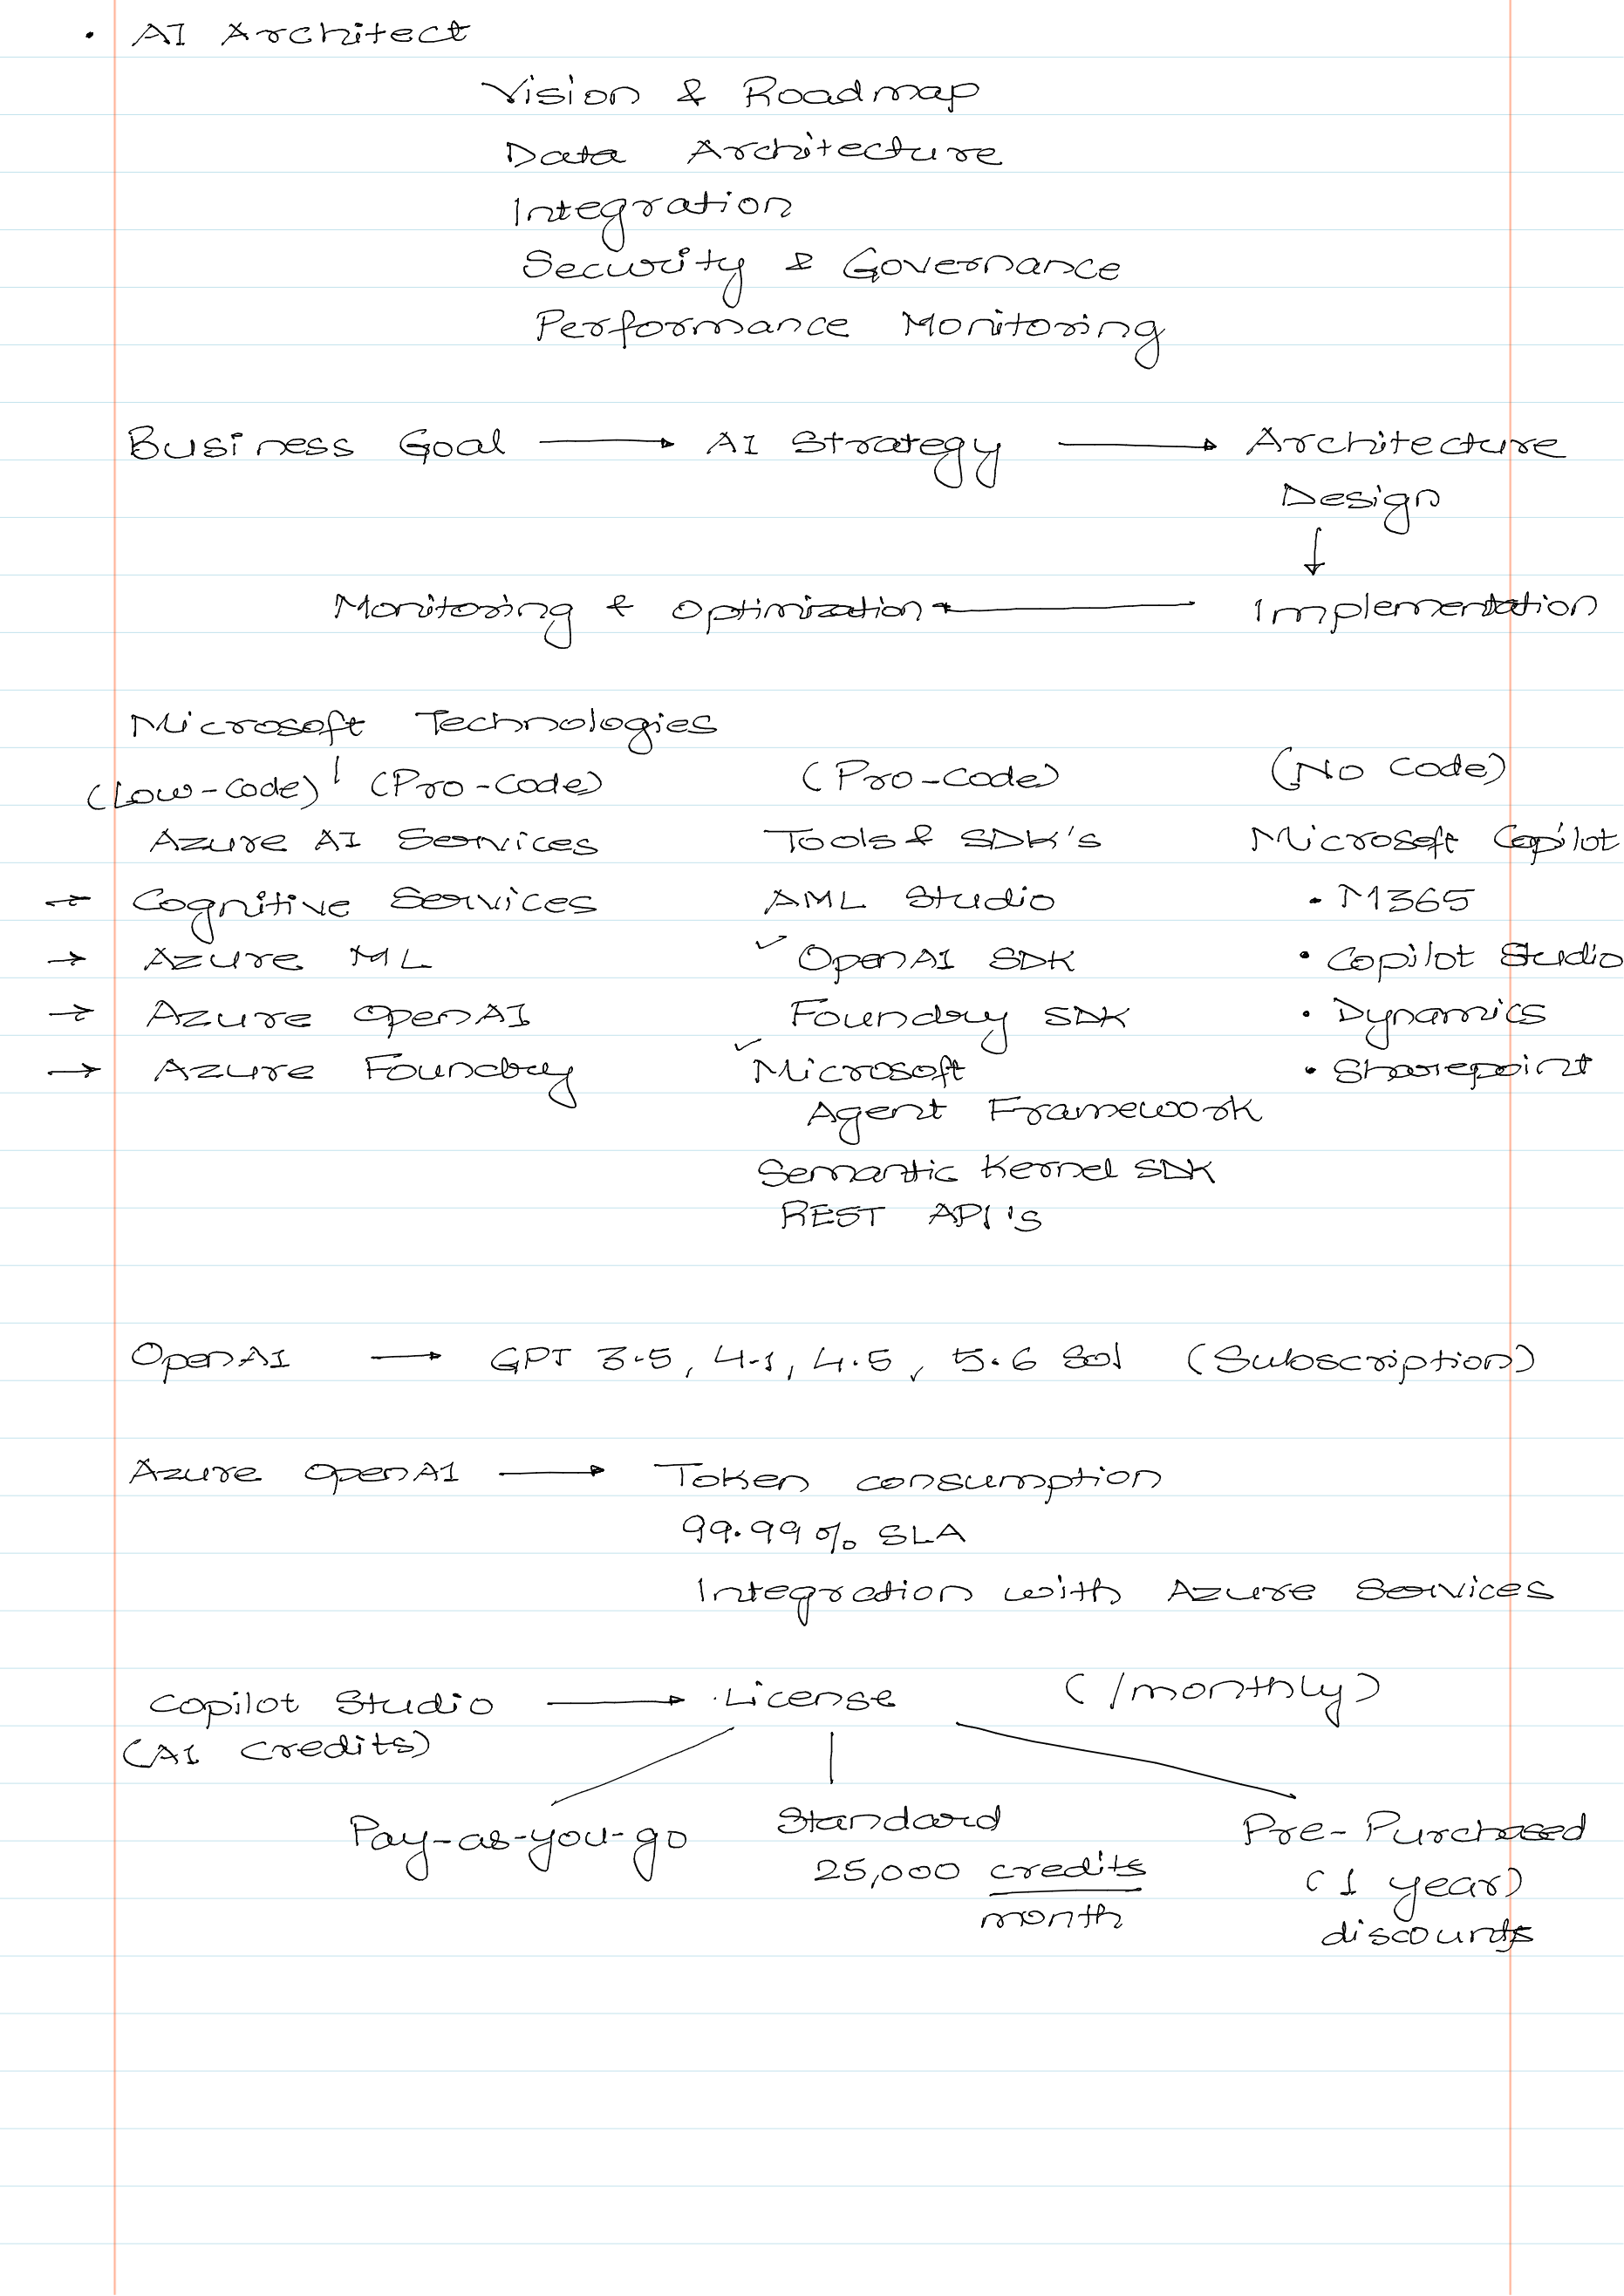 • AI Architect
Vision & Roadmap
Data Architecture
Integration
Security & Governance
Performance Monitoring
Business Goal → AI Strategy → Architecture
Design
↓
Monitoring & Optimization ← Implementation
Microsoft Technologies
(Low-code) / (Pro-code) (Pro-code) (No code)
Azure AI Services Tools & SDK's Microsoft Copilot
→ Cognitive Services AML Studio • M365
→ Azure ML ✓ OpenAI SDK • Copilot Studio
→ Azure OpenAI Foundry SDK • Dynamics
→ Azure Foundry ✓ Microsoft • Sharepoint
Agent Framework
Semantic Kernel SDK
REST API's
OpenAI → GPT 3.5, 4.1, 4.5, 5.6 Sol (Subscription)
Azure OpenAI → Token consumption
99.99% SLA
Integration with Azure Services
Copilot Studio → License (/monthly)
(AI credits)
Pay-as-you-go Standard Pre-Purchased
25,000 credits (1 year)
month discounts